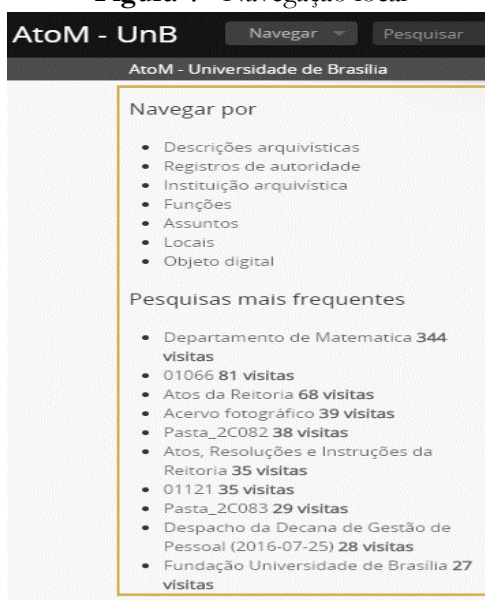 Navegação local
AtoM - UnB
Navegar
Pesquisar
AtoM - Universidade de Brasília
Navegar por
Descrições arquivísticas
Registros de autoridade
Instituição arquivística
Funções
Assuntos
Locais
Objeto digital
Pesquisas mais frequentes
Departamento de Matematica 344
visitas
01066 81 visitas
Atos da Reitoria 68 visitas
Acervo fotográfico 39 visitas
Pasta_2C082 38 visitas
Atos, Resoluções e Instruções da
Reitoria 35 visitas
01121 35 visitas
Pasta_2C083 29 visitas
Despacho da Decana de Gestão de
Pessoal (2016-07-25) 28 visitas
Fundação Universidade de Brasília 27
visitas